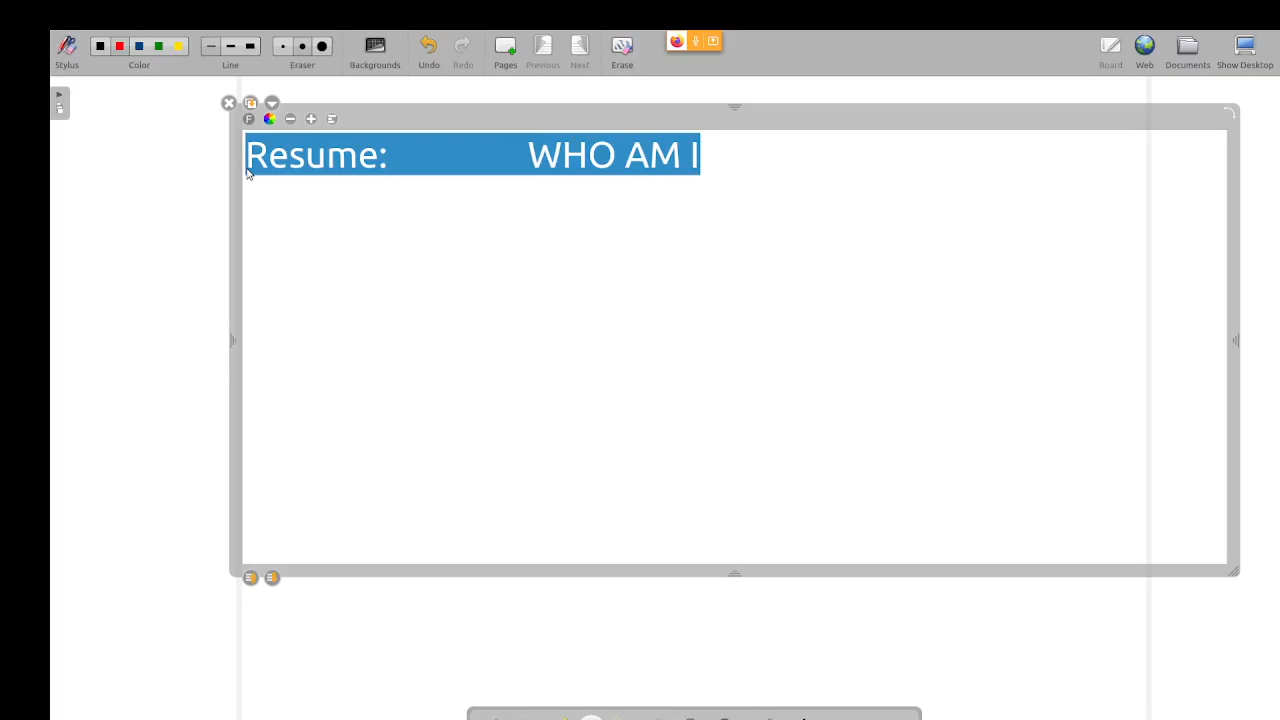 Stylus Color Line Eraser Backgrounds Undo Redo Pages Previous Next Erase Board Web Documents Show Desktop
F
Resume: WHO AM I